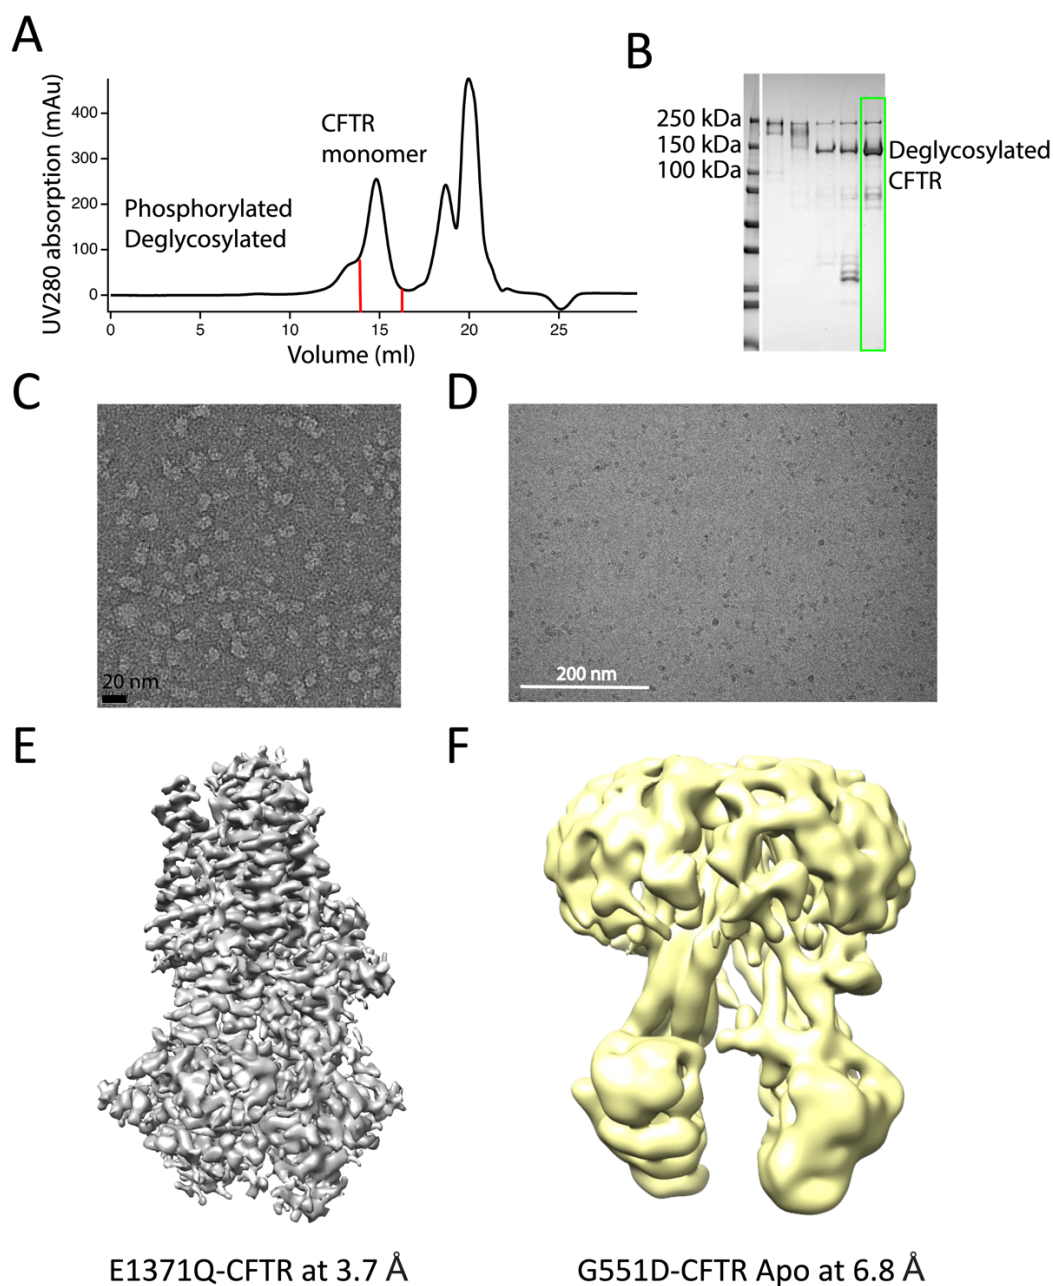 A
UV280 absorption (mAu)
400
300
200
100
0
Phosphorylated
Deglycosylated
CFTR
monomer
0
5
10
15
20
25
Volume (ml)
B
250 kDa
150 kDa
100 kDa
Deglycosylated
CFTR
C
20 nm
D
200 nm
E
F
E1371Q-CFTR at 3.7 Å
G551D-CFTR Apo at 6.8 Å